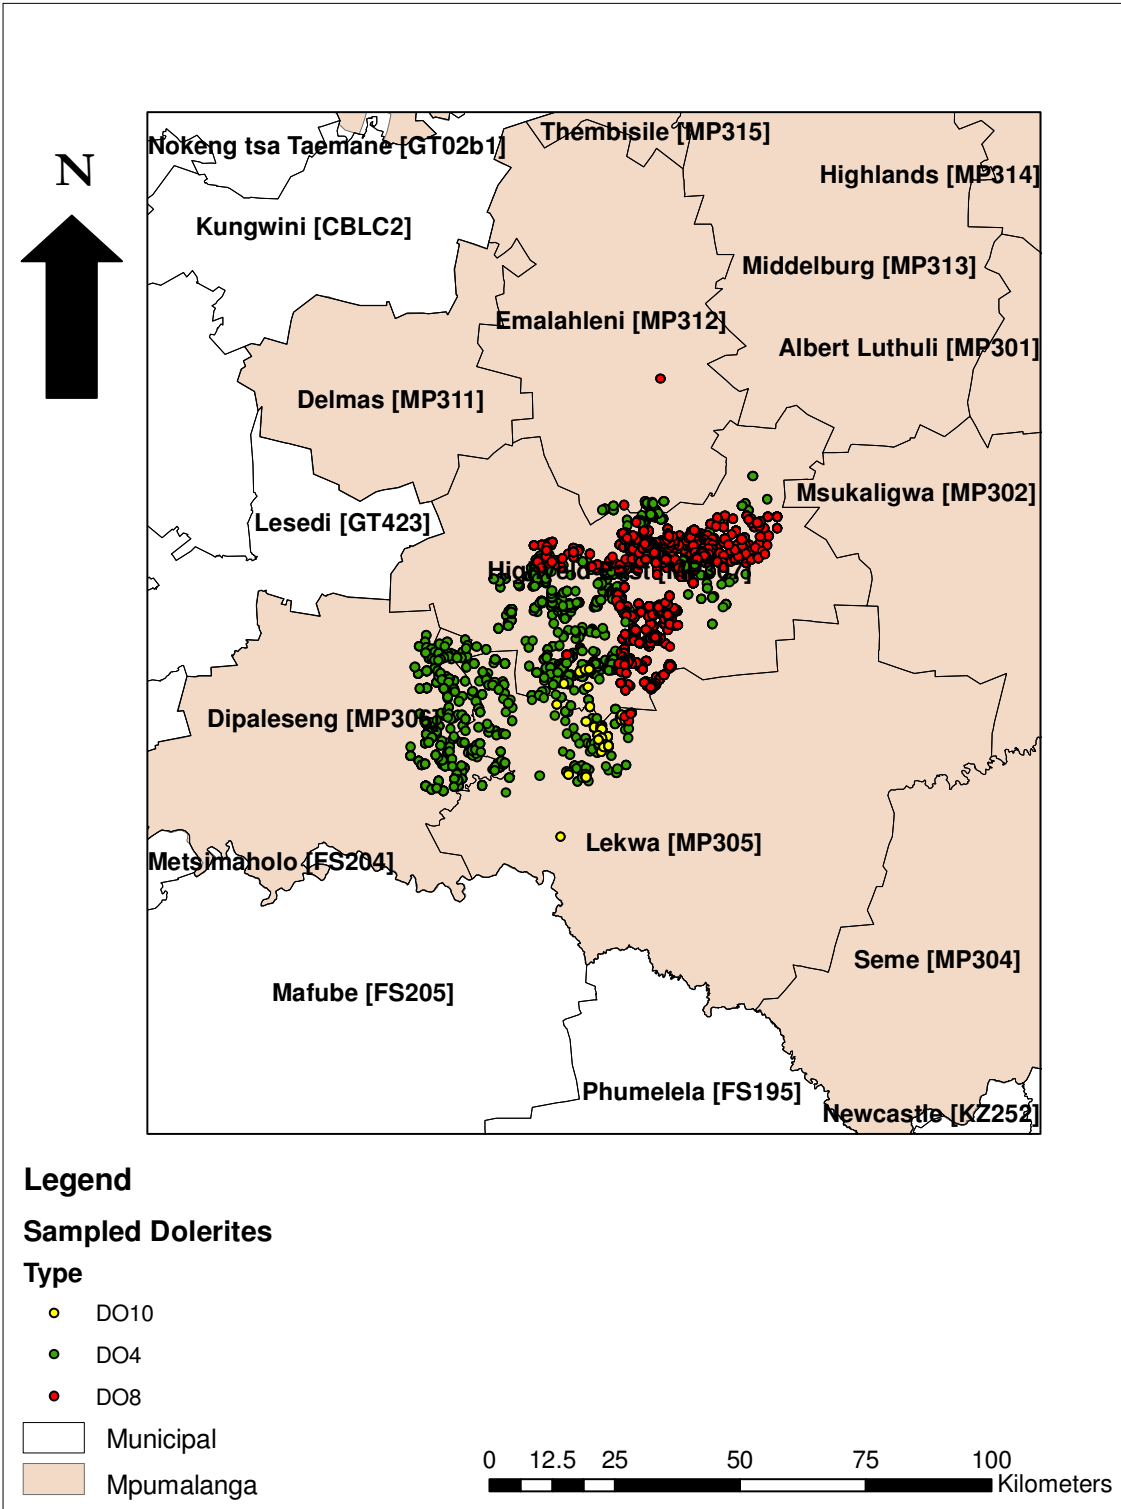 Nokeng tsa Taemane [GT02b1]
Thembisile [MP315]
N
Highlands [MP314]
Kungwini [CBLC2]
Middelburg [MP313]
Emalahleni [MP312]
Albert Luthuli [MP301]
Delmas [MP311]
Msukaligwa [MP302]
Lesedi [GT423]
Dipaleseng [MP306]
Lekwa [MP305]
Metsimaholo [FS204]
Seme [MP304]
Mafube [FS205]
Phumelela [FS195]
Newcastle [KZ252]
Legend
Sampled Dolerites
Type
DO10
DO4
DO8
Municipal
Mpumalanga
0 12.5 25 50 75 100
Kilometers